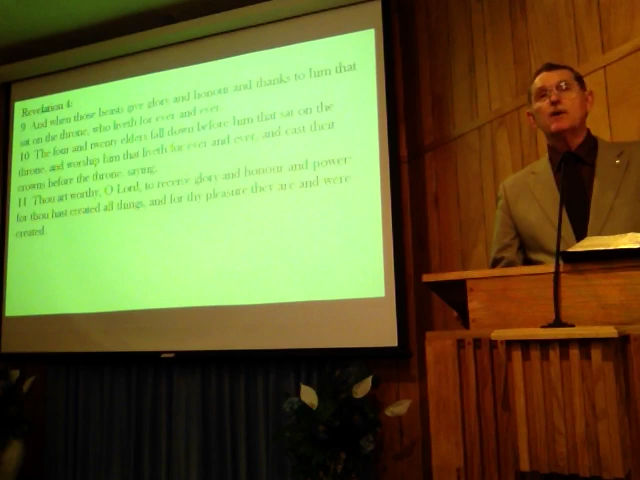 Revelation 4:
9 And when those beasts give glory and honour and thanks to him that
sat on the throne, who liveth for ever and ever.
10 The four and twenty elders fall down before him that sat on the
throne, and worship him that liveth for ever and ever, and cast their
crowns before the throne, saying,
11 Thou art worthy, O Lord, to receive glory and honour and power:
for thou hast created all things, and for thy pleasure they are and were
created.